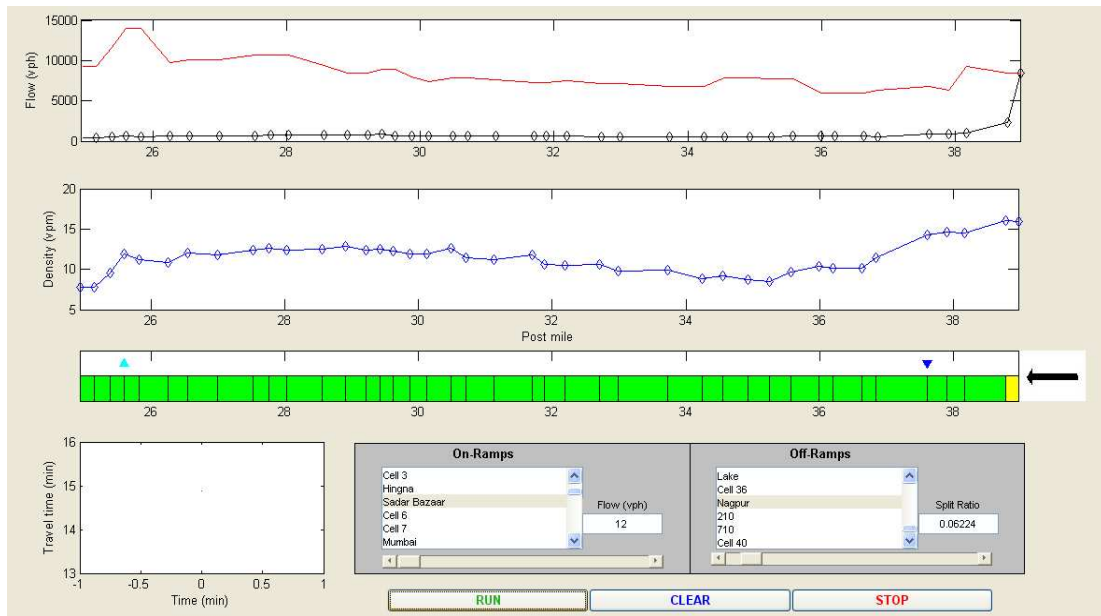 15000
10000
5000
0
Flow (vph)
26 28 30 32 34 36 38
20
15
10
5
Density (vpm)
26 28 30 32 34 36 38
Post mile
26 28 30 32 34 36 38
16
15
14
13
Travel time (min)
-1 -0.5 0 0.5 1
Time (min)
On-Ramps
Cell 3
Hingna
Sadar Bazaar
Cell 6
Cell 7
Mumbai
Flow (vph)
12
Off-Ramps
Lake
Cell 36
Nagpur
210
710
Cell 40
Split Ratio
0.06224
RUN
CLEAR
STOP